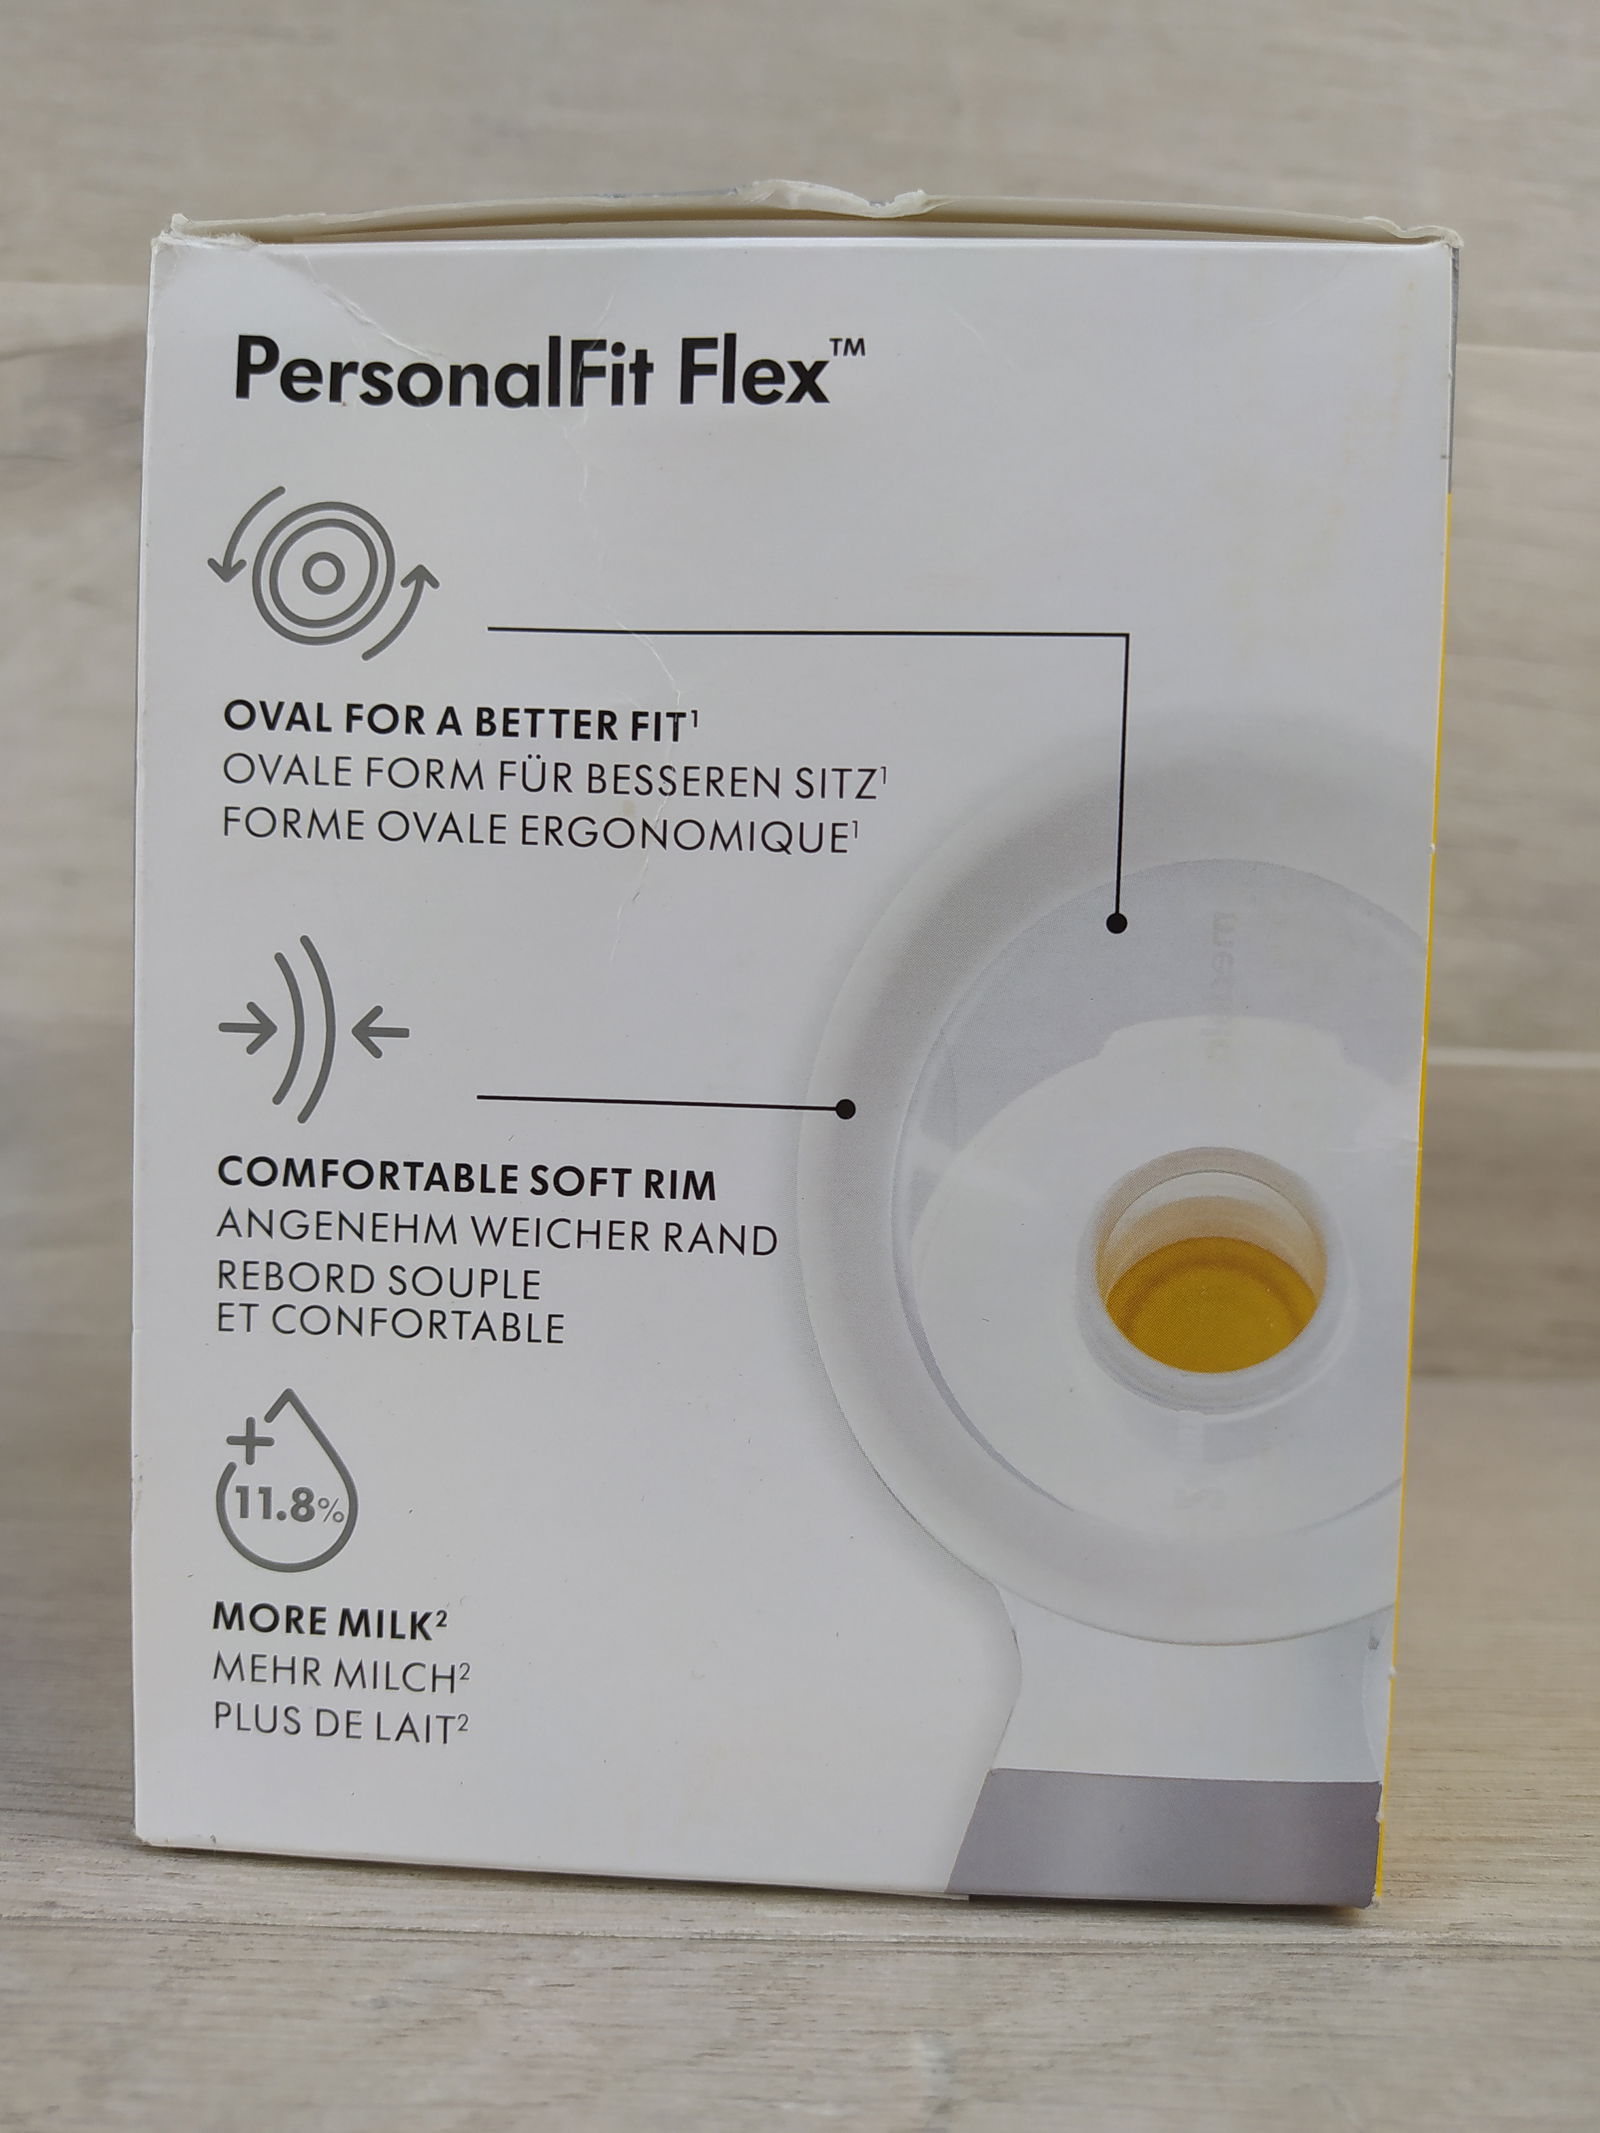 PersonalFit Flex™
OVAL FOR A BETTER FIT¹
OVALE FORM FÜR BESSEREN SITZ¹
FORME OVALE ERGONOMIQUE¹
COMFORTABLE SOFT RIM
ANGENEHM WEICHER RAND
REBORD SOUPLE
ET CONFORTABLE
+
11.8%
MORE MILK²
MEHR MILCH²
PLUS DE LAIT²